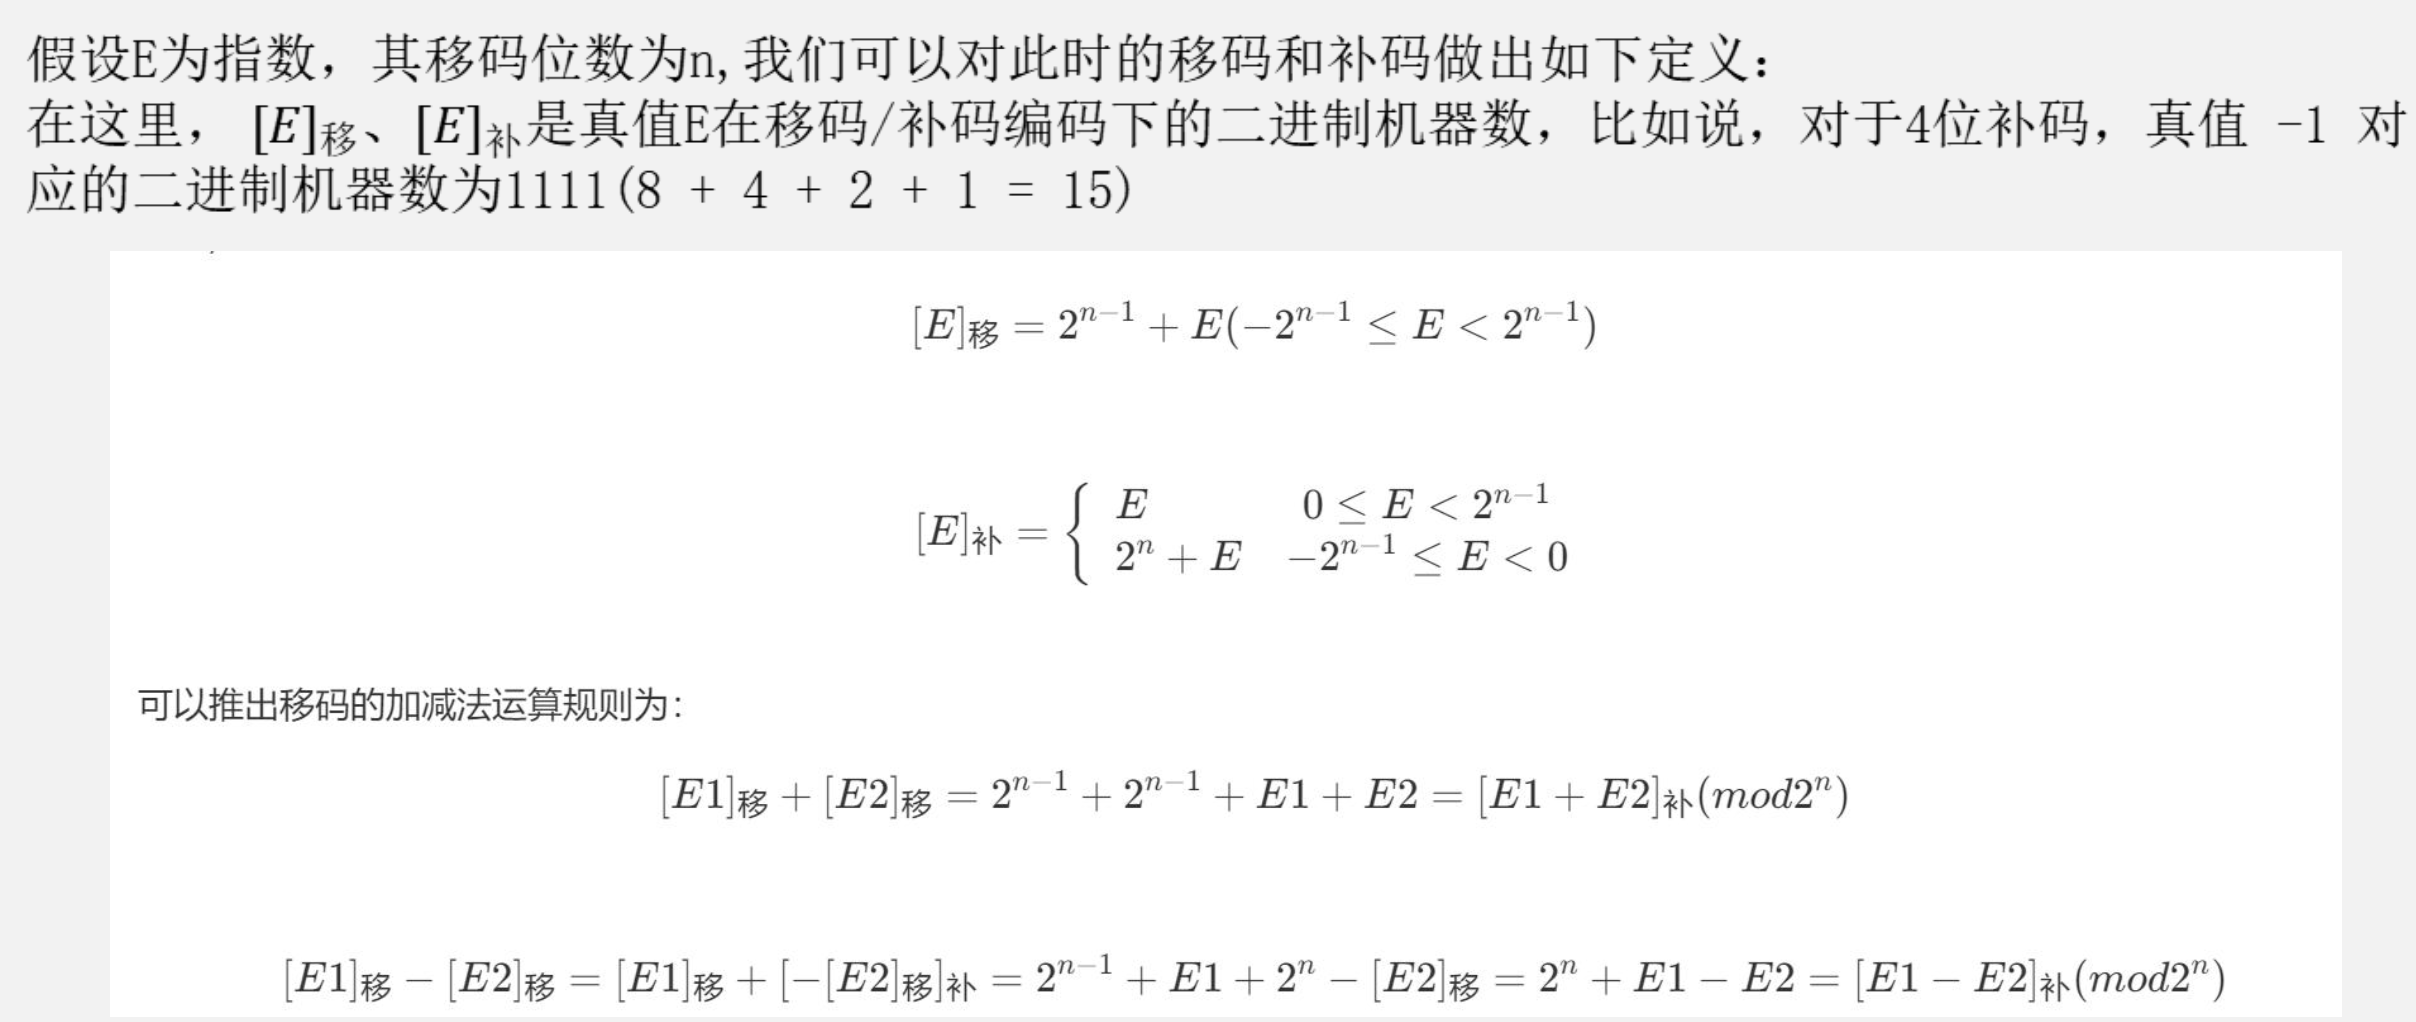 假设E为指数，其移码位数为n,我们可以对此时的移码和补码做出如下定义：
在这里， [E]移、[E]补是真值E在移码/补码编码下的二进制机器数，比如说，对于4位补码，真值 -1 对
应的二进制机器数为1111(8 + 4 + 2 + 1 = 15)
[E]移 = 2^{n-1} + E(-2^{n-1} ≤ E < 2^{n-1})
[E]补 = { E 0 ≤ E < 2^{n-1}
2^n + E -2^{n-1} ≤ E < 0
可以推出移码的加减法运算规则为：
[E1]移 + [E2]移 = 2^{n-1} + 2^{n-1} + E1 + E2 = [E1 + E2]补(mod2^n)
[E1]移 - [E2]移 = [E1]移 + [-[E2]移]补 = 2^{n-1} + E1 + 2^n - [E2]移 = 2^n + E1 - E2 = [E1 - E2]补(mod2^n)